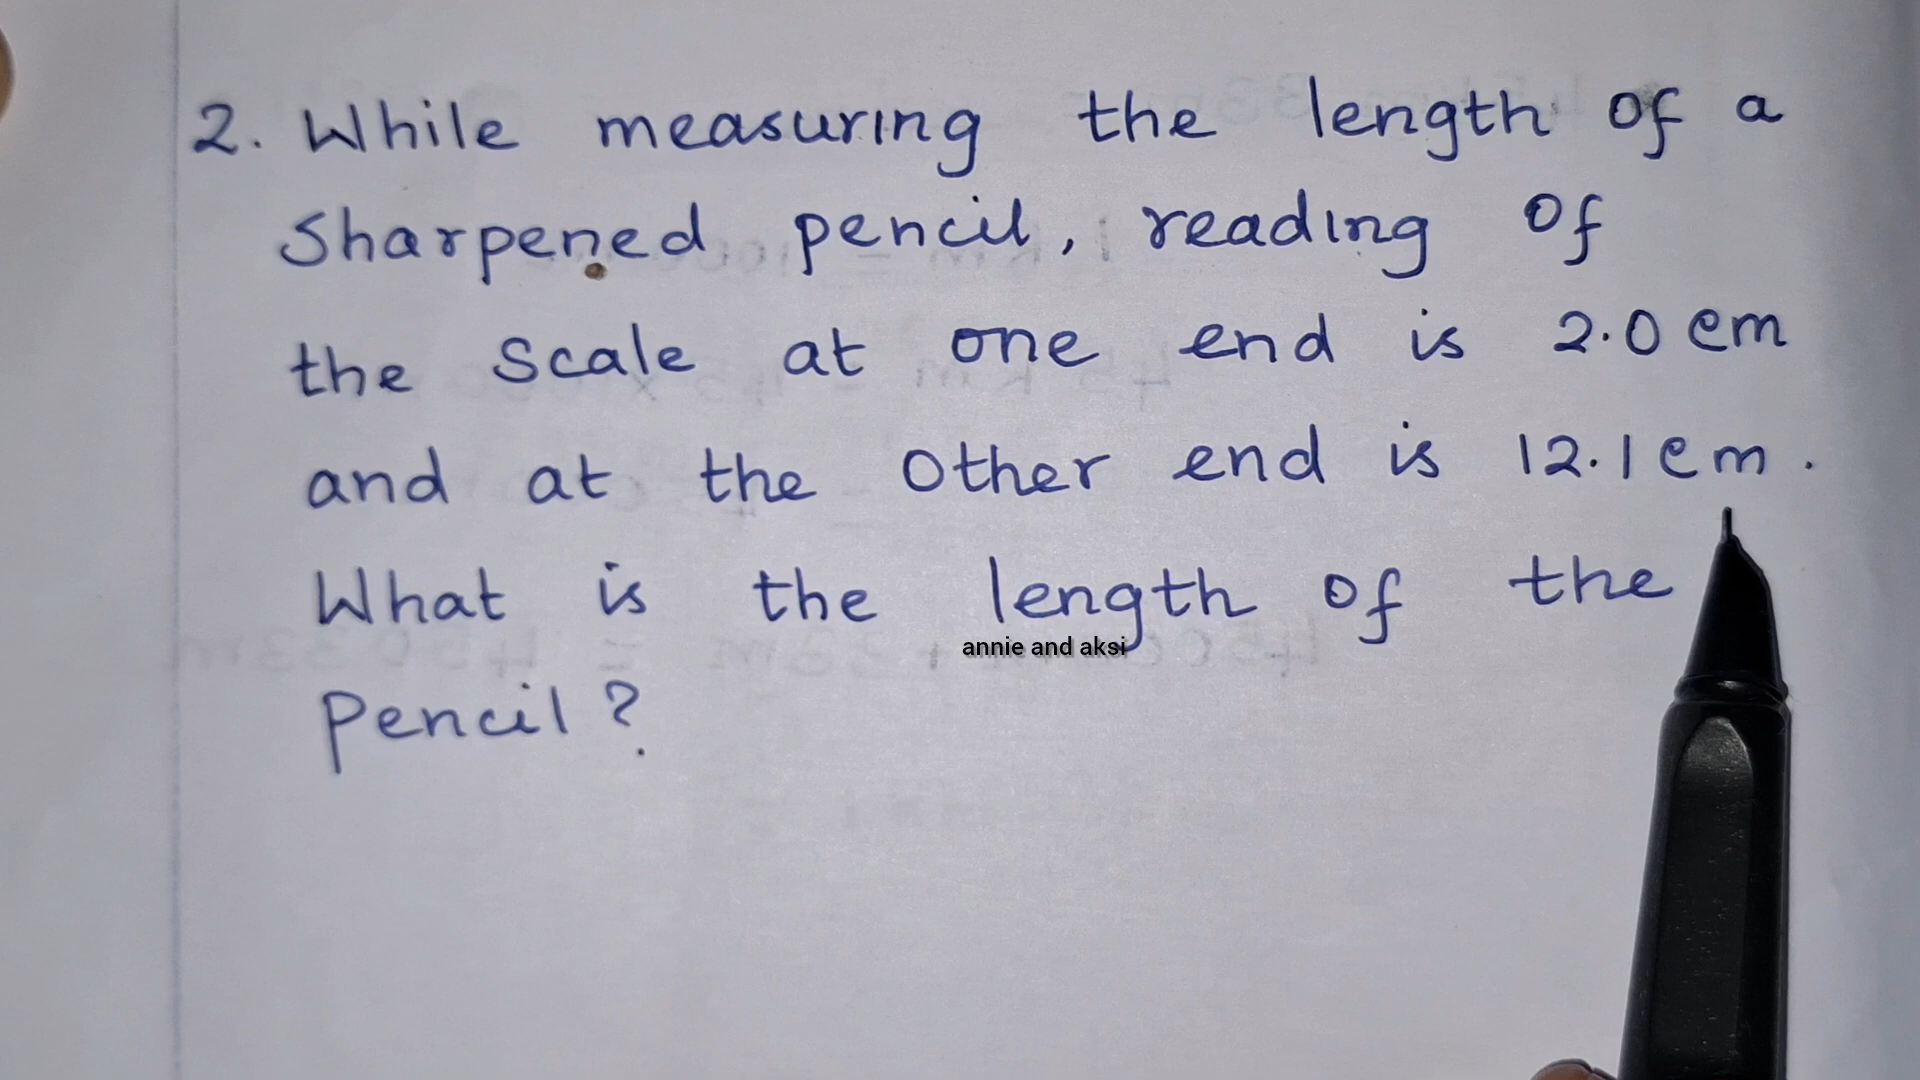 2. While measuring the length of a
sharpened pencil, reading of
the scale at one end is 2.0 cm
and at the other end is 12.1 cm.
What is the length of the
annie and aksi
pencil?